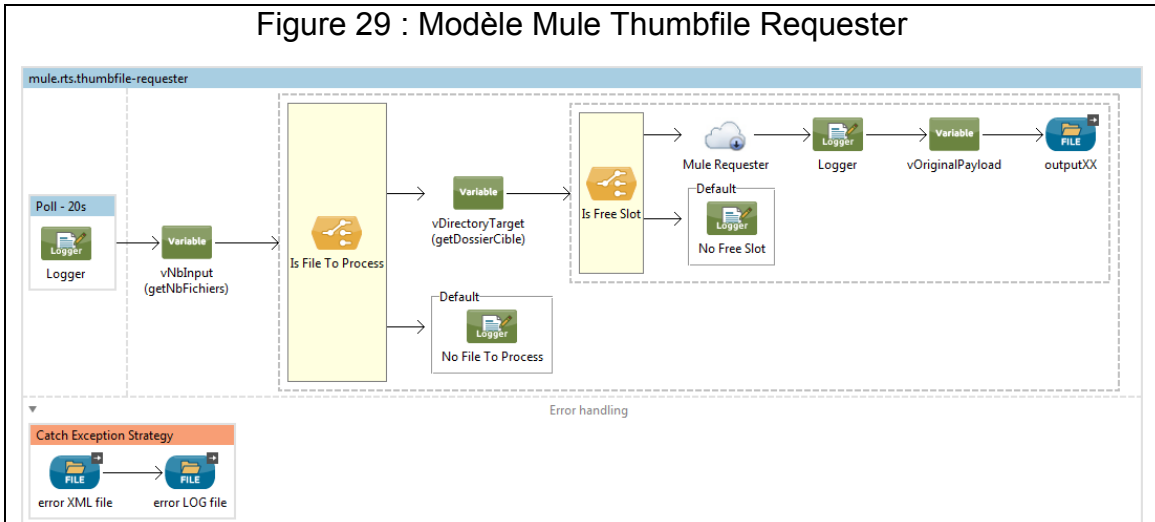 Figure 29 : Modèle Mule Thumbfile Requester
mule.rts.thumbfile-requester
Poll - 20s
Logger
Logger
Variable
vNbInput
(getNbFichiers)
Is File To Process
Variable
vDirectoryTarget
(getDossierCible)
Default
Logger
No File To Process
Is Free Slot
Mule Requester
Logger
Logger
Variable
vOriginalPayload
FILE
outputXX
Default
Logger
No Free Slot
Error handling
Catch Exception Strategy
FILE
error XML file
FILE
error LOG file